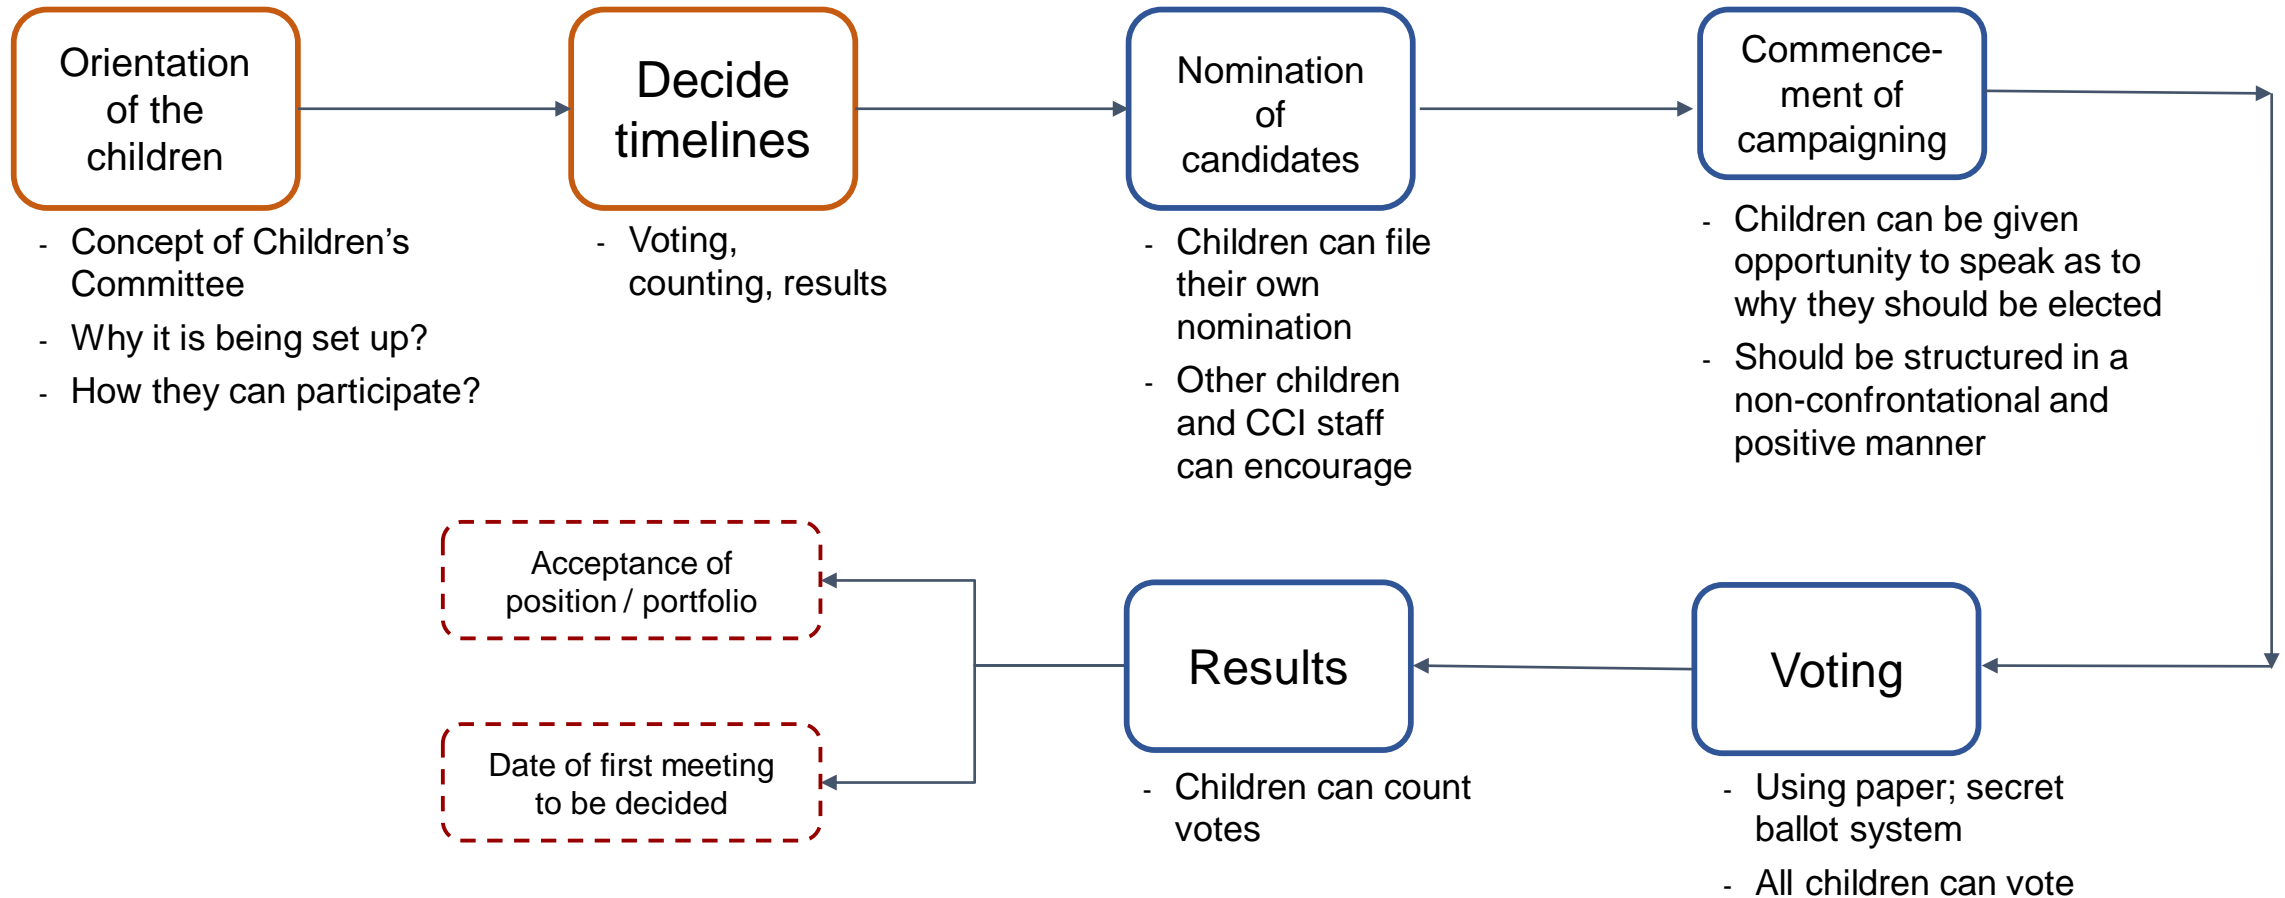 Orientation
of the
children
- Concept of Children’s
Committee
- Why it is being set up?
- How they can participate?
Decide
timelines
- Voting,
counting, results
Nomination
of
candidates
- Children can file
their own
nomination
- Other children
and CCI staff
can encourage
Commence-
ment of
campaigning
- Children can be given
opportunity to speak as to
why they should be elected
- Should be structured in a
non-confrontational and
positive manner
Voting
- Using paper; secret
ballot system
- All children can vote
Results
- Children can count
votes
Acceptance of
position / portfolio
Date of first meeting
to be decided